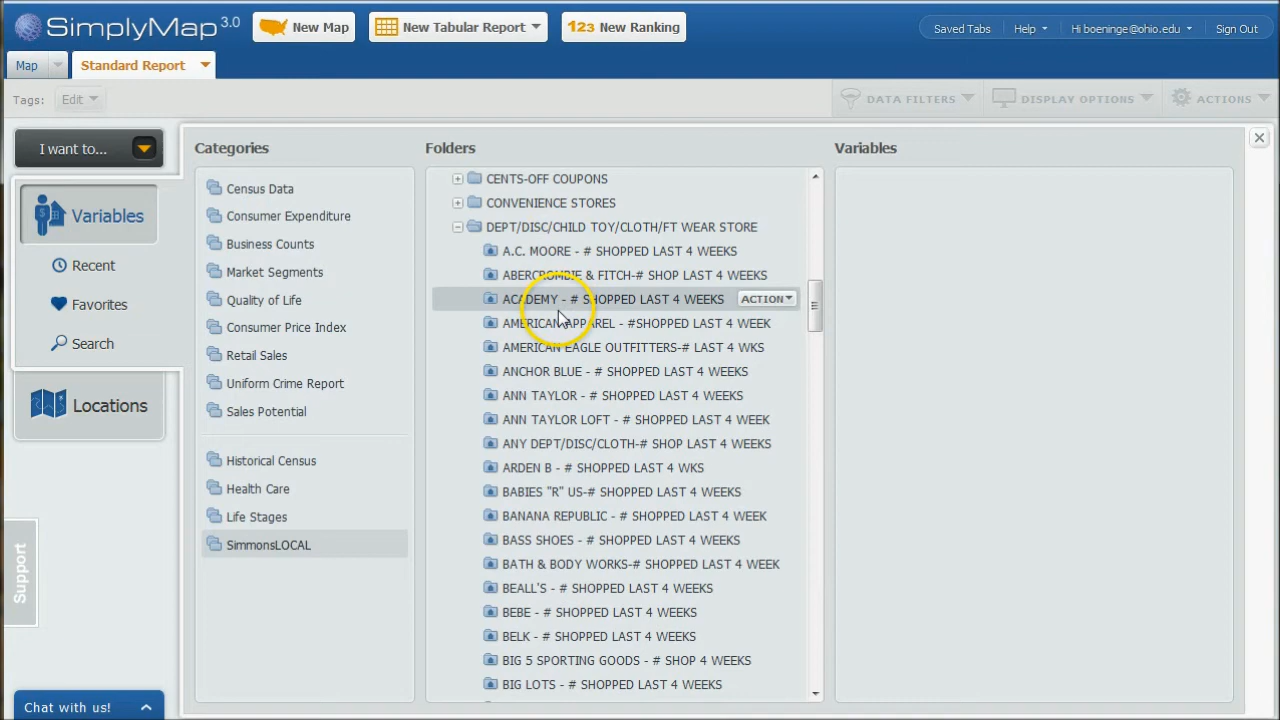 SimplyMap 3.0
New Map
New Tabular Report
123 New Ranking
Saved Tabs
Help
Hi boeninge@ohio.edu
Sign Out
Map
Standard Report
Tags:
Edit
DATA FILTERS
DISPLAY OPTIONS
ACTIONS
I want to...
Variables
Recent
Favorites
Search
Locations
Support
Chat with us!
Categories
Census Data
Consumer Expenditure
Business Counts
Market Segments
Quality of Life
Consumer Price Index
Retail Sales
Uniform Crime Report
Sales Potential
Historical Census
Health Care
Life Stages
SimmonsLOCAL
Folders
CENTS-OFF COUPONS
CONVENIENCE STORES
DEPT/DISC/CHILD TOY/CLOTH/FT WEAR STORE
A.C. MOORE - # SHOPPED LAST 4 WEEKS
ABERCROMBIE & FITCH-# SHOP LAST 4 WEEKS
ACADEMY - # SHOPPED LAST 4 WEEKS
ACTION
AMERICAN APPAREL - #SHOPPED LAST 4 WEEK
AMERICAN EAGLE OUTFITTERS-# LAST 4 WKS
ANCHOR BLUE - # SHOPPED LAST 4 WEEKS
ANN TAYLOR - # SHOPPED LAST 4 WEEKS
ANN TAYLOR LOFT - # SHOPPED LAST 4 WEEK
ANY DEPT/DISC/CLOTH-# SHOP LAST 4 WEEKS
ARDEN B - # SHOPPED LAST 4 WKS
BABIES "R" US-# SHOPPED LAST 4 WEEKS
BANANA REPUBLIC - # SHOPPED LAST 4 WEEK
BASS SHOES - # SHOPPED LAST 4 WEEKS
BATH & BODY WORKS-# SHOPPED LAST 4 WEEK
BEALL'S - # SHOPPED LAST 4 WEEKS
BEBE - # SHOPPED LAST 4 WEEKS
BELK - # SHOPPED LAST 4 WEEKS
BIG 5 SPORTING GOODS - # SHOP 4 WEEKS
BIG LOTS - # SHOPPED LAST 4 WEEKS
Variables